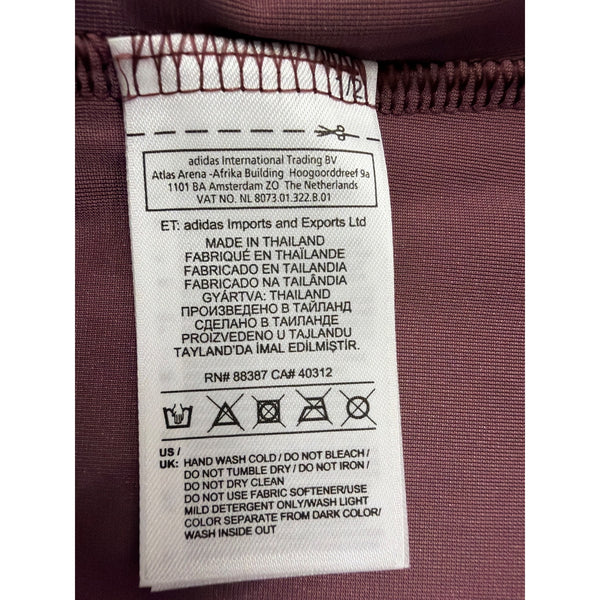 1/2
adidas International Trading BV
Atlas Arena -Afrika Building Hoogoorddreef 9a
1101 BA Amsterdam ZO The Netherlands
VAT NO. NL 8073.01.322.B.01
ET: adidas Imports and Exports Ltd
MADE IN THAILAND
FABRIQUÉ EN THAÏLANDE
FABRICADO EN TAILANDIA
FABRICADO NA TAILÂNDIA
GYÁRTVA: THAILAND
ПРОИЗВЕДЕНО В ТАЙЛАНД
СДЕЛАНО В ТАИЛАНДЕ
PROIZVEDENO U TAJLANDU
TAYLAND'DA İMAL EDİLMİŞTİR.
RN# 88387 CA# 40312
US /
UK: HAND WASH COLD / DO NOT BLEACH /
DO NOT TUMBLE DRY / DO NOT IRON /
DO NOT DRY CLEAN
DO NOT USE FABRIC SOFTENER/USE
MILD DETERGENT ONLY/WASH LIGHT
COLOR SEPARATE FROM DARK COLOR/
WASH INSIDE OUT